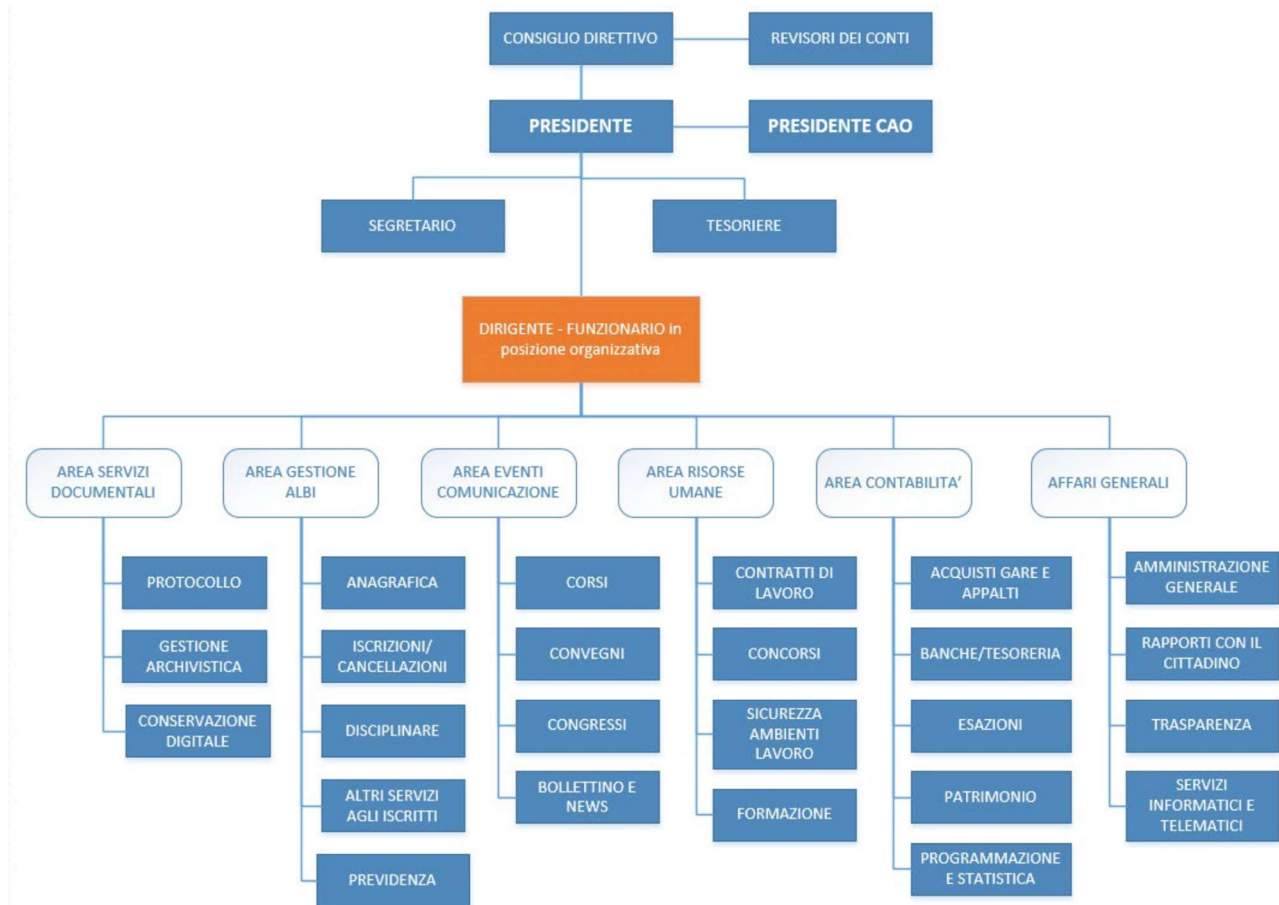 CONSIGLIO DIRETTIVO
REVISORI DEI CONTI
PRESIDENTE
PRESIDENTE CAO
SEGRETARIO
TESORIERE
DIRIGENTE - FUNZIONARIO in
posizione organizzativa
AREA SERVIZI
DOCUMENTALI
PROTOCOLLO
GESTIONE
ARCHIVISTICA
CONSERVAZIONE
DIGITALE
AREA GESTIONE
ALBI
ANAGRAFICA
ISCRIZIONI/
CANCELLAZIONI
DISCIPLINARE
ALTRI SERVIZI
AGLI ISCRITTI
PREVIDENZA
AREA EVENTI
COMUNICAZIONE
CORSI
CONVEGNI
CONGRESSI
BOLLETTINO E
NEWS
AREA RISORSE
UMANE
CONTRATTI DI
LAVORO
CONCORSI
SICUREZZA
AMBIENTI
LAVORO
FORMAZIONE
AREA CONTABILITA’
ACQUISTI GARE E
APPALTI
BANCHE/TESORERIA
ESAZIONI
PATRIMONIO
PROGRAMMAZIONE
E STATISTICA
AFFARI GENERALI
AMMINISTRAZIONE
GENERALE
RAPPORTI CON IL
CITTADINO
TRASPARENZA
SERVIZI
INFORMATICI E
TELEMATICI